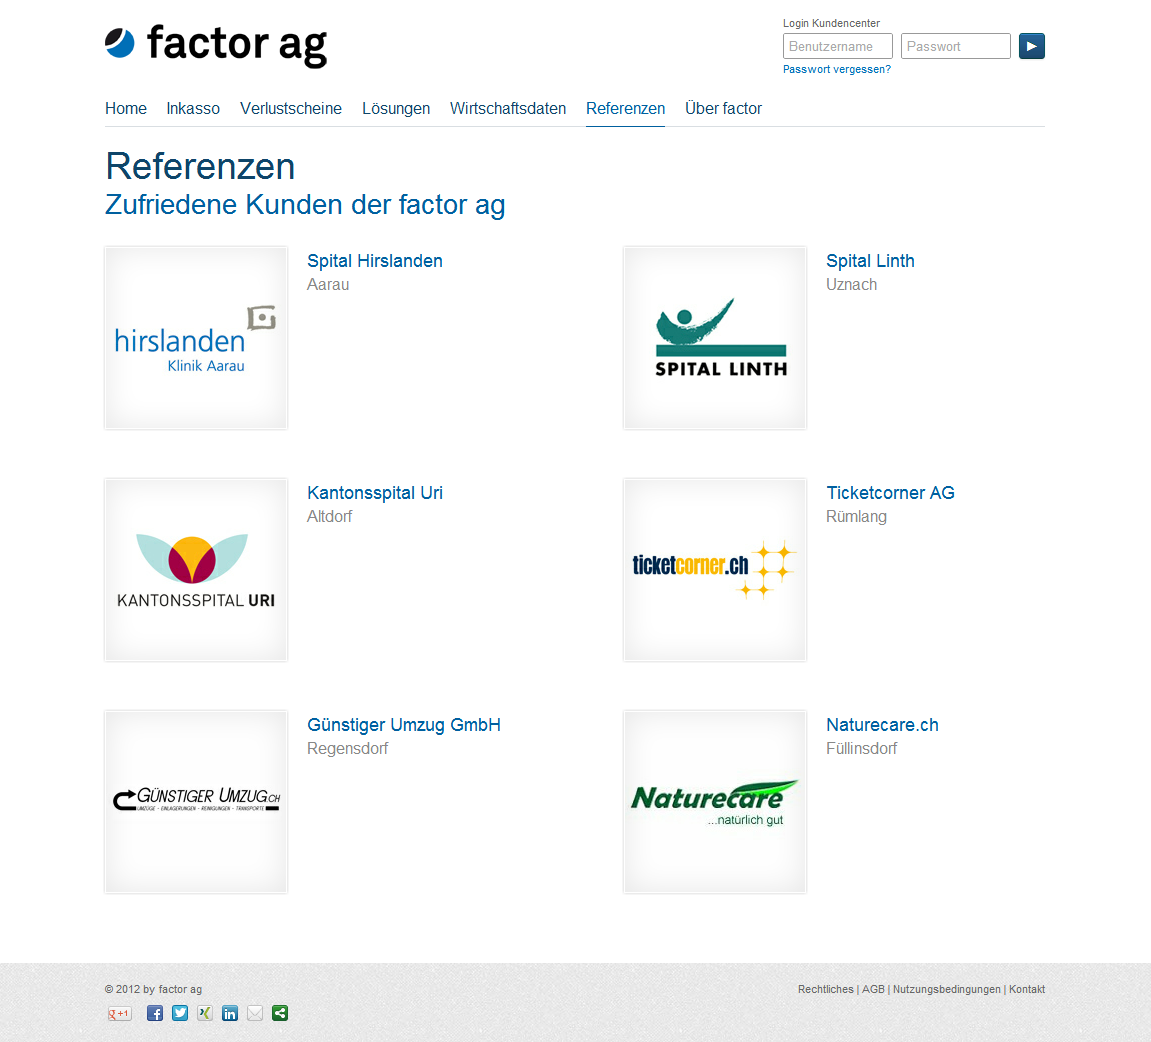 factor ag
Login Kundencenter
Benutzername
Passwort
Passwort vergessen?
Home Inkasso Verlustscheine Lösungen Wirtschaftsdaten Referenzen Über factor
Referenzen
Zufriedene Kunden der factor ag
hirslanden
Klinik Aarau
Spital Hirslanden
Aarau
SPITAL LINTH
Spital Linth
Uznach
KANTONSSPITAL URI
Kantonsspital Uri
Altdorf
ticketcorner.ch
Ticketcorner AG
Rümlang
GÜNSTIGER UMZUG.CH
UMZÜGE - EINLAGERUNGEN - REINIGUNGEN - TRANSPORTE
Günstiger Umzug GmbH
Regensdorf
Naturecare
...natürlich gut
Naturecare.ch
Füllinsdorf
© 2012 by factor ag
Rechtliches | AGB | Nutzungsbedingungen | Kontakt
g +1